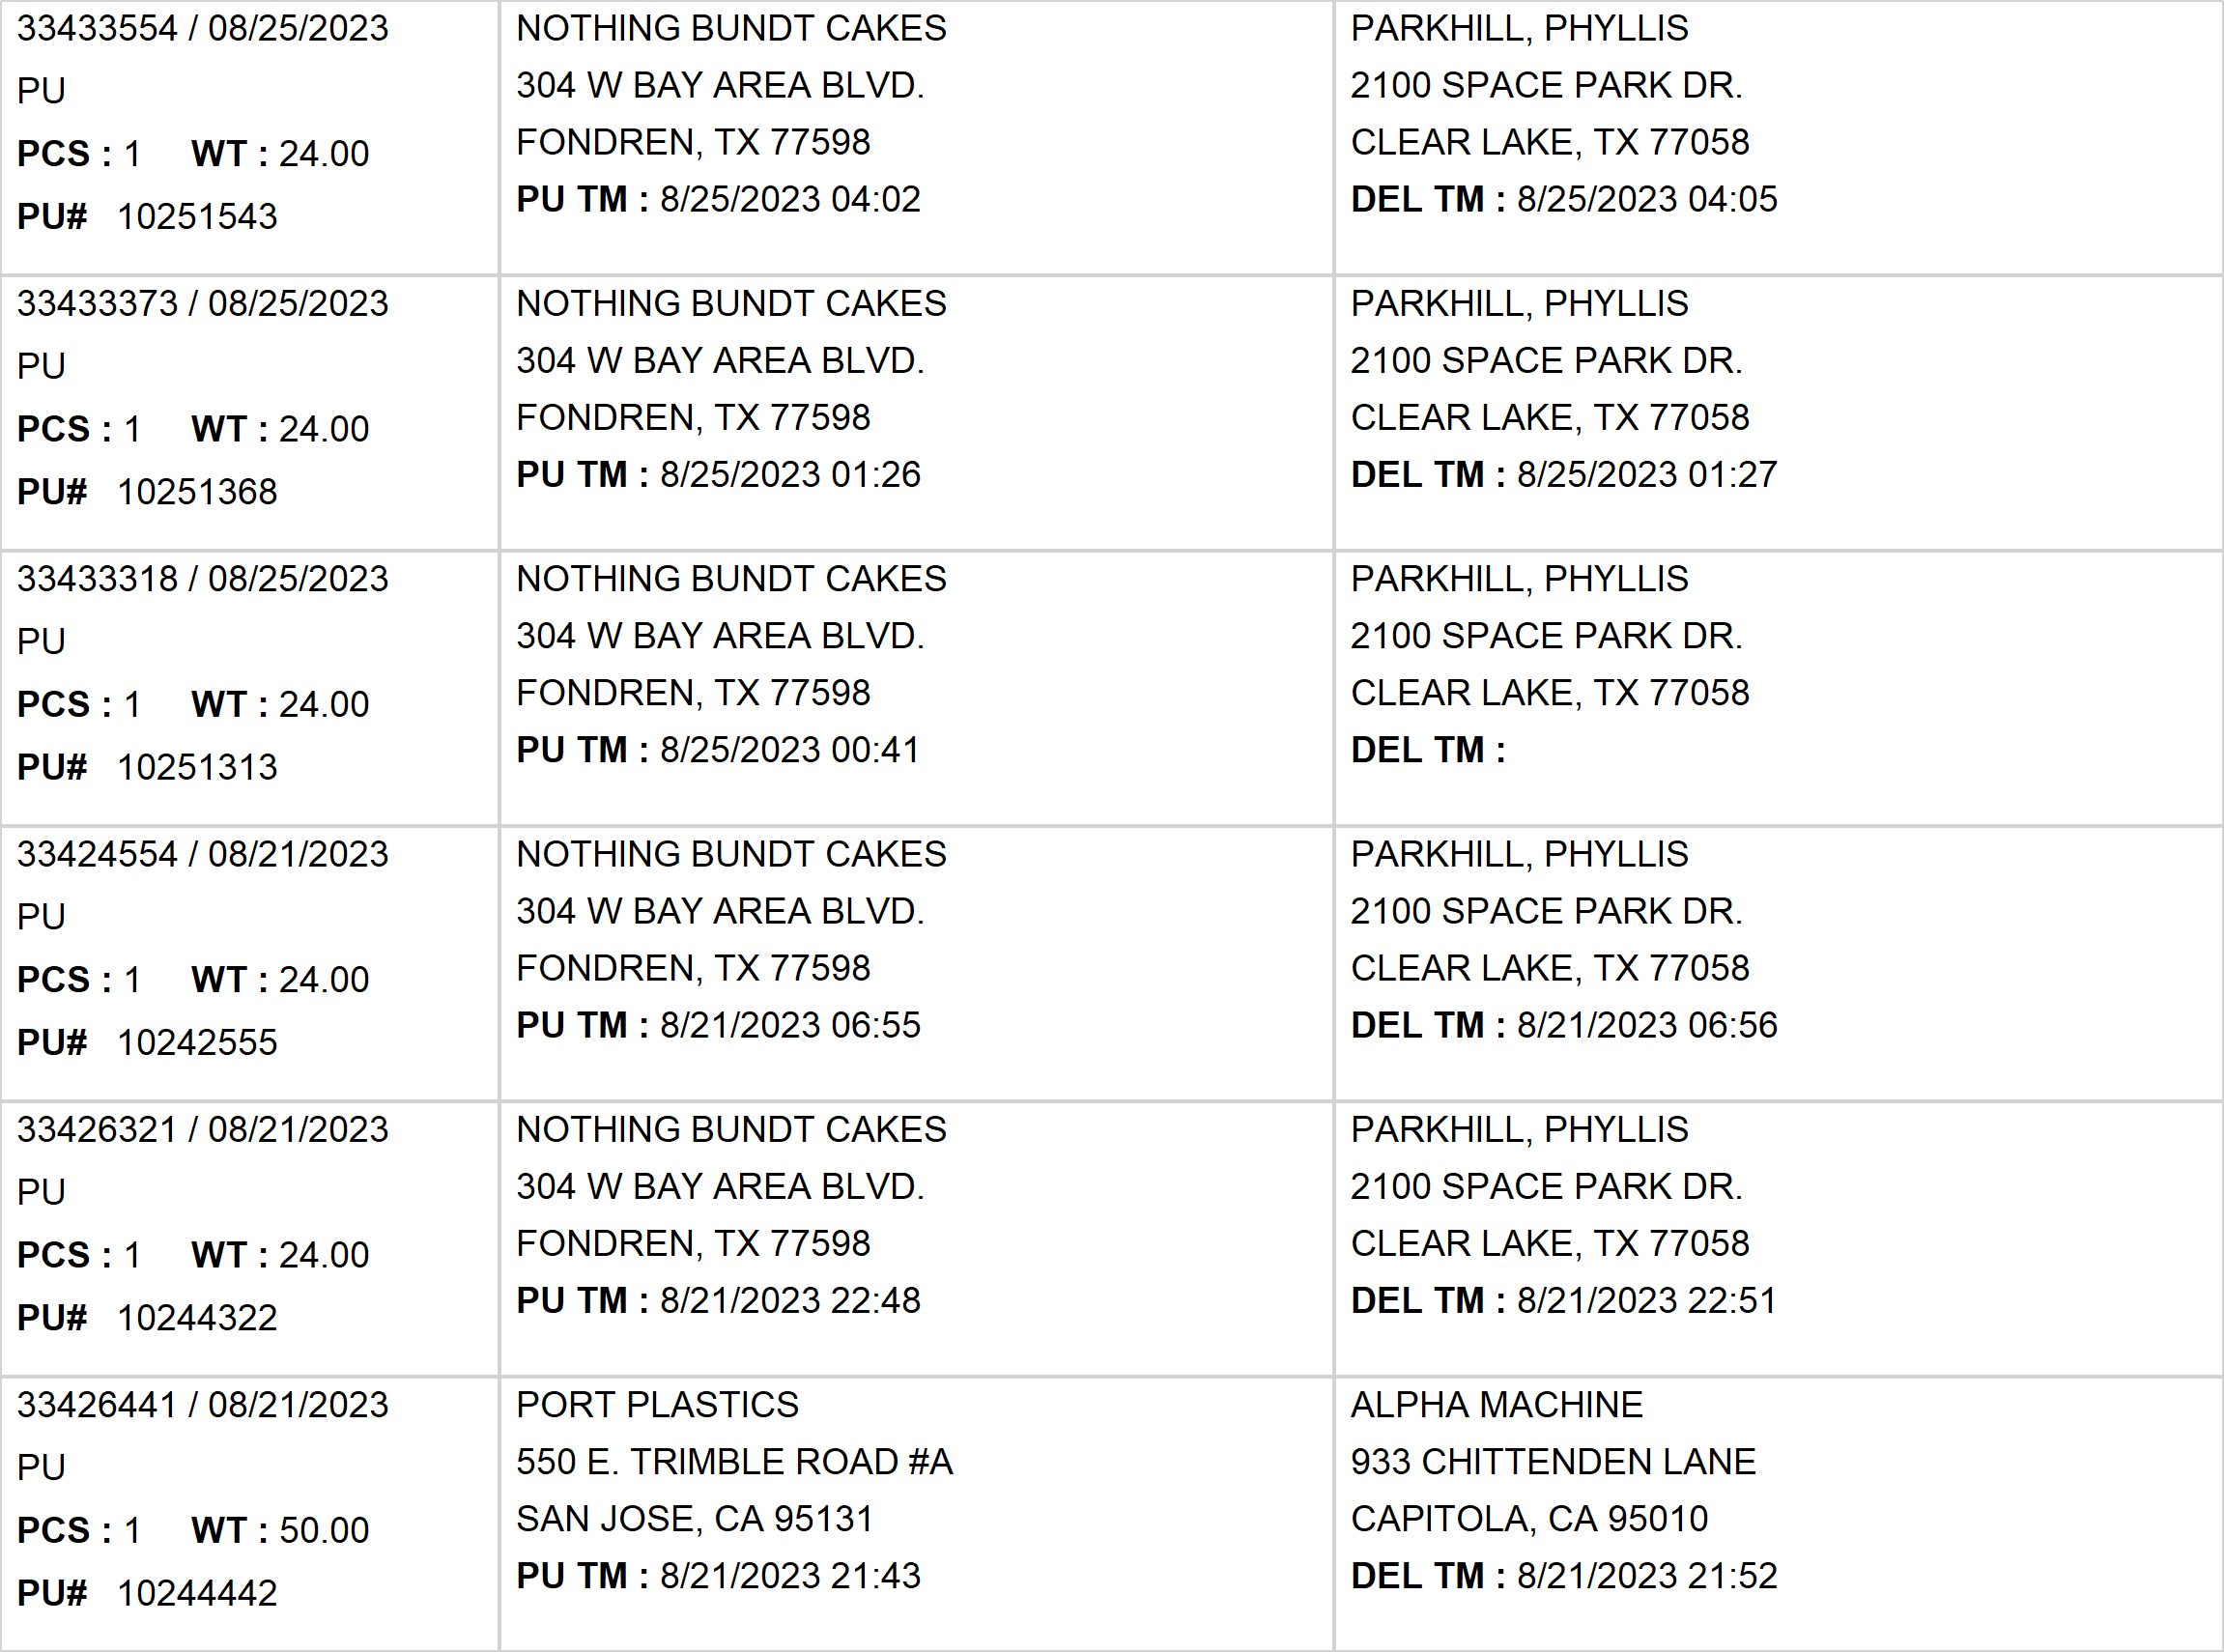 33433554 / 08/25/2023
PU
PCS : 1 WT : 24.00
PU# 10251543
NOTHING BUNDT CAKES
304 W BAY AREA BLVD.
FONDREN, TX 77598
PU TM : 8/25/2023 04:02
PARKHILL, PHYLLIS
2100 SPACE PARK DR.
CLEAR LAKE, TX 77058
DEL TM : 8/25/2023 04:05
33433373 / 08/25/2023
PU
PCS : 1 WT : 24.00
PU# 10251368
NOTHING BUNDT CAKES
304 W BAY AREA BLVD.
FONDREN, TX 77598
PU TM : 8/25/2023 01:26
PARKHILL, PHYLLIS
2100 SPACE PARK DR.
CLEAR LAKE, TX 77058
DEL TM : 8/25/2023 01:27
33433318 / 08/25/2023
PU
PCS : 1 WT : 24.00
PU# 10251313
NOTHING BUNDT CAKES
304 W BAY AREA BLVD.
FONDREN, TX 77598
PU TM : 8/25/2023 00:41
PARKHILL, PHYLLIS
2100 SPACE PARK DR.
CLEAR LAKE, TX 77058
DEL TM :
33424554 / 08/21/2023
PU
PCS : 1 WT : 24.00
PU# 10242555
NOTHING BUNDT CAKES
304 W BAY AREA BLVD.
FONDREN, TX 77598
PU TM : 8/21/2023 06:55
PARKHILL, PHYLLIS
2100 SPACE PARK DR.
CLEAR LAKE, TX 77058
DEL TM : 8/21/2023 06:56
33426321 / 08/21/2023
PU
PCS : 1 WT : 24.00
PU# 10244322
NOTHING BUNDT CAKES
304 W BAY AREA BLVD.
FONDREN, TX 77598
PU TM : 8/21/2023 22:48
PARKHILL, PHYLLIS
2100 SPACE PARK DR.
CLEAR LAKE, TX 77058
DEL TM : 8/21/2023 22:51
33426441 / 08/21/2023
PU
PCS : 1 WT : 50.00
PU# 10244442
PORT PLASTICS
550 E. TRIMBLE ROAD #A
SAN JOSE, CA 95131
PU TM : 8/21/2023 21:43
ALPHA MACHINE
933 CHITTENDEN LANE
CAPITOLA, CA 95010
DEL TM : 8/21/2023 21:52